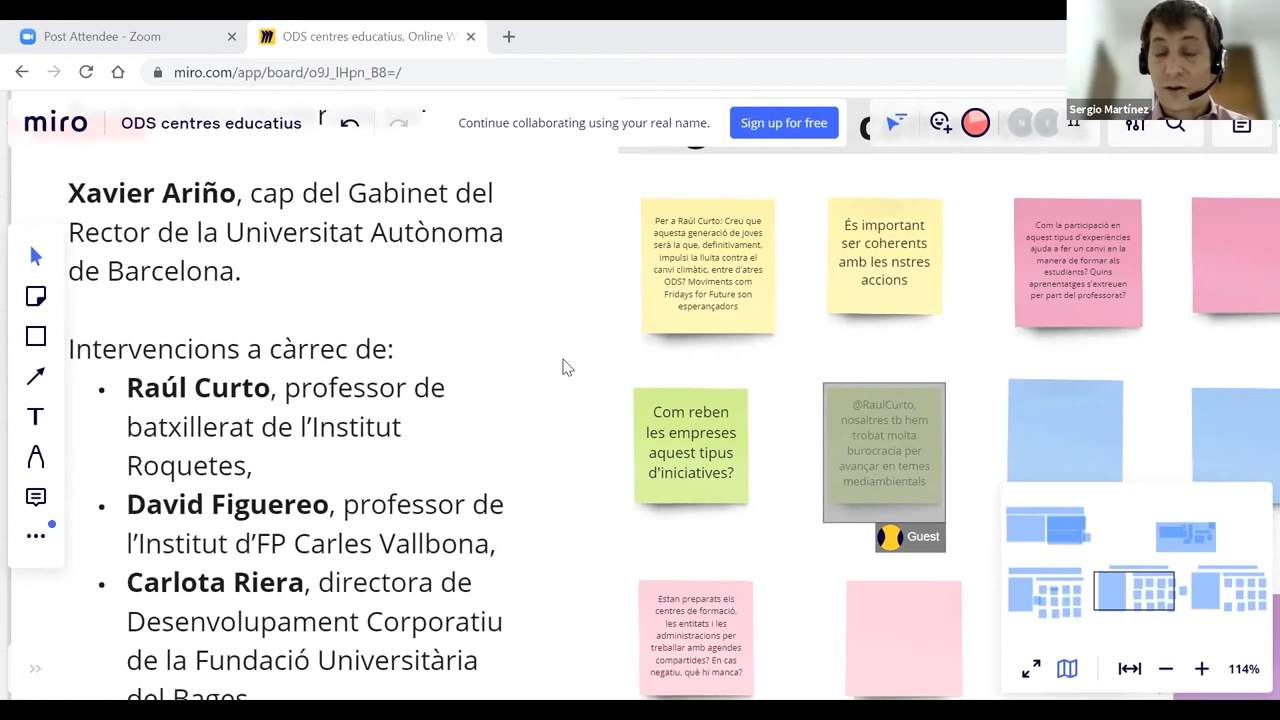 Post Attendee - Zoom
ODS centres educatius, Online W
miro.com/app/board/o9J_lHpn_B8=/
Sergio Martínez
miro
ODS centres educatius
Continue collaborating using your real name.
Sign up for free
11
Xavier Ariño, cap del Gabinet del
Rector de la Universitat Autònoma
de Barcelona.
Intervencions a càrrec de:
• Raúl Curto, professor de
batxillerat de l’Institut
Roquetes,
• David Figuereo, professor de
l’Institut d’FP Carles Vallbona,
• Carlota Riera, directora de
Desenvolupament Corporatiu
de la Fundació Universitària
del Bages
Per a Raúl Curto: Creu que
aquesta generació de joves
serà la que, definitivament,
impulsi la lluita contra el
canvi climàtic, entre d'atres
ODS? Moviments com
Fridays for Future son
esperançadors
És important
ser coherents
amb les nstres
accions
Com la participació en
aquest tipus d'experiències
ajuda a fer un canvi en la
manera de formar als
estudiants? Quins
aprenentatges s'extreuen
per part del professorat?
Com reben
les empreses
aquest tipus
d'iniciatives?
@RaulCurto,
nosaltres tb hem
trobat molta
burocracia per
avançar en temes
mediambientals
Guest
Estan preparats els
centres de formació,
les entitats i les
administracions per
treballar amb agendes
compartides? En cas
negatiu, què hi manca?
114%